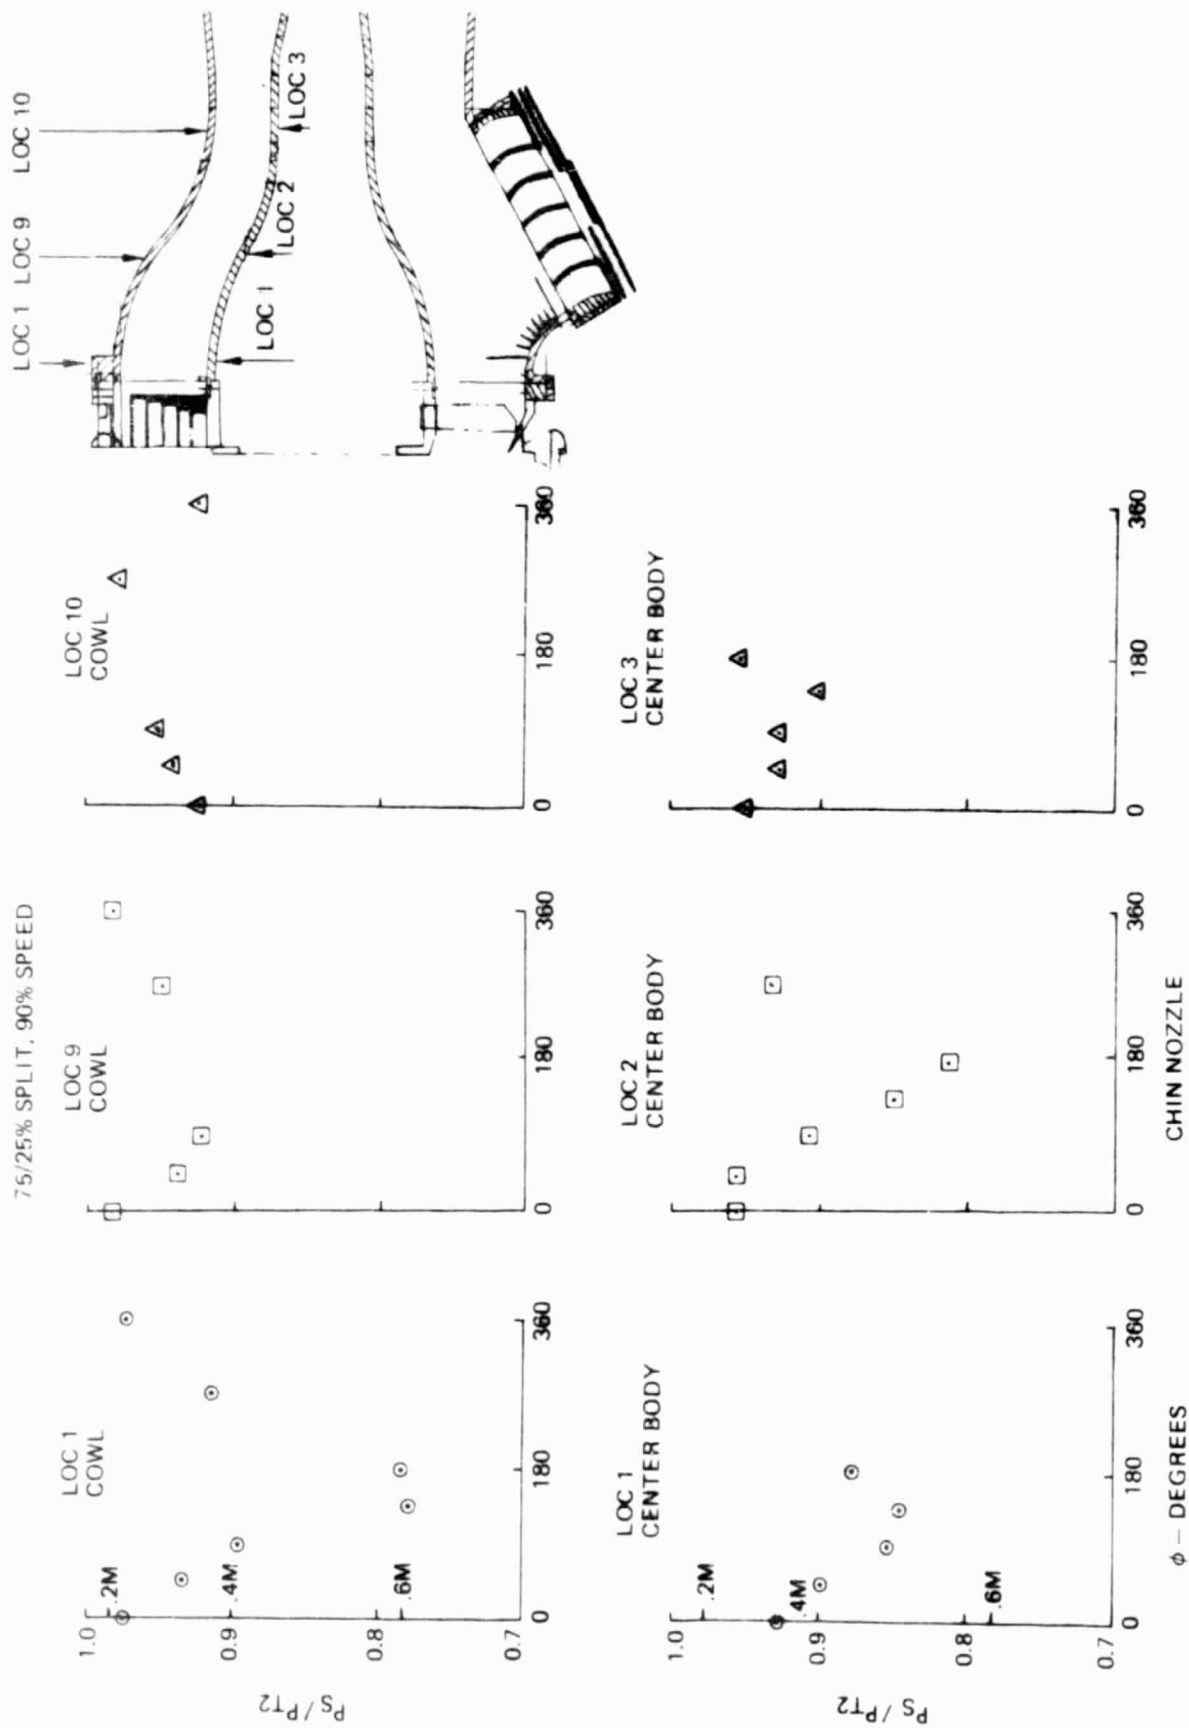 75/25% SPLIT, 90% SPEED
LOC 1
COWL
LOC 9
COWL
LOC 10
COWL
LOC 1 LOC 9 LOC 10
LOC 1
LOC 2
LOC 3
PS/PT2
1.0
0.9
0.8
0.7
.2M
.4M
.6M
0 180 360
0 180 360
0 180 360
LOC 1
CENTER BODY
LOC 2
CENTER BODY
LOC 3
CENTER BODY
PS/PT2
1.0
0.9
0.8
0.7
.2M
.4M
.6M
0 180 360
0 180 360
0 180 360
φ – DEGREES
CHIN NOZZLE